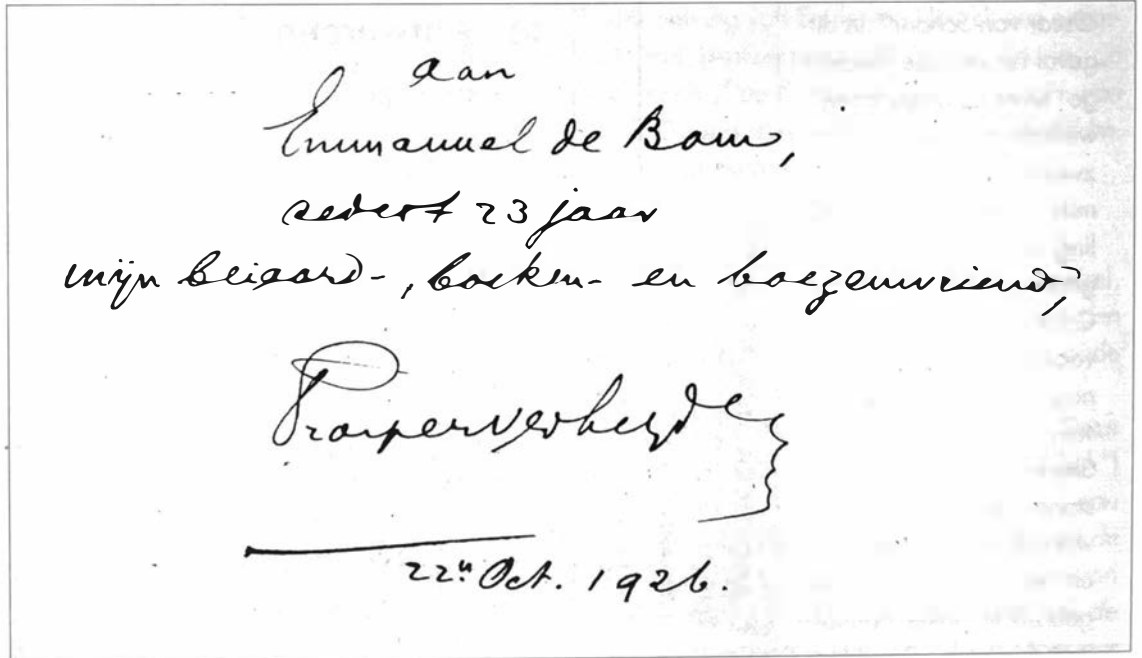 aan
Emmanuel de Bom,
sedert 23 jaar
mijn beiaard-, boeken- en boezemvriend,
Prosper Verheyden
22n Oct. 1926.